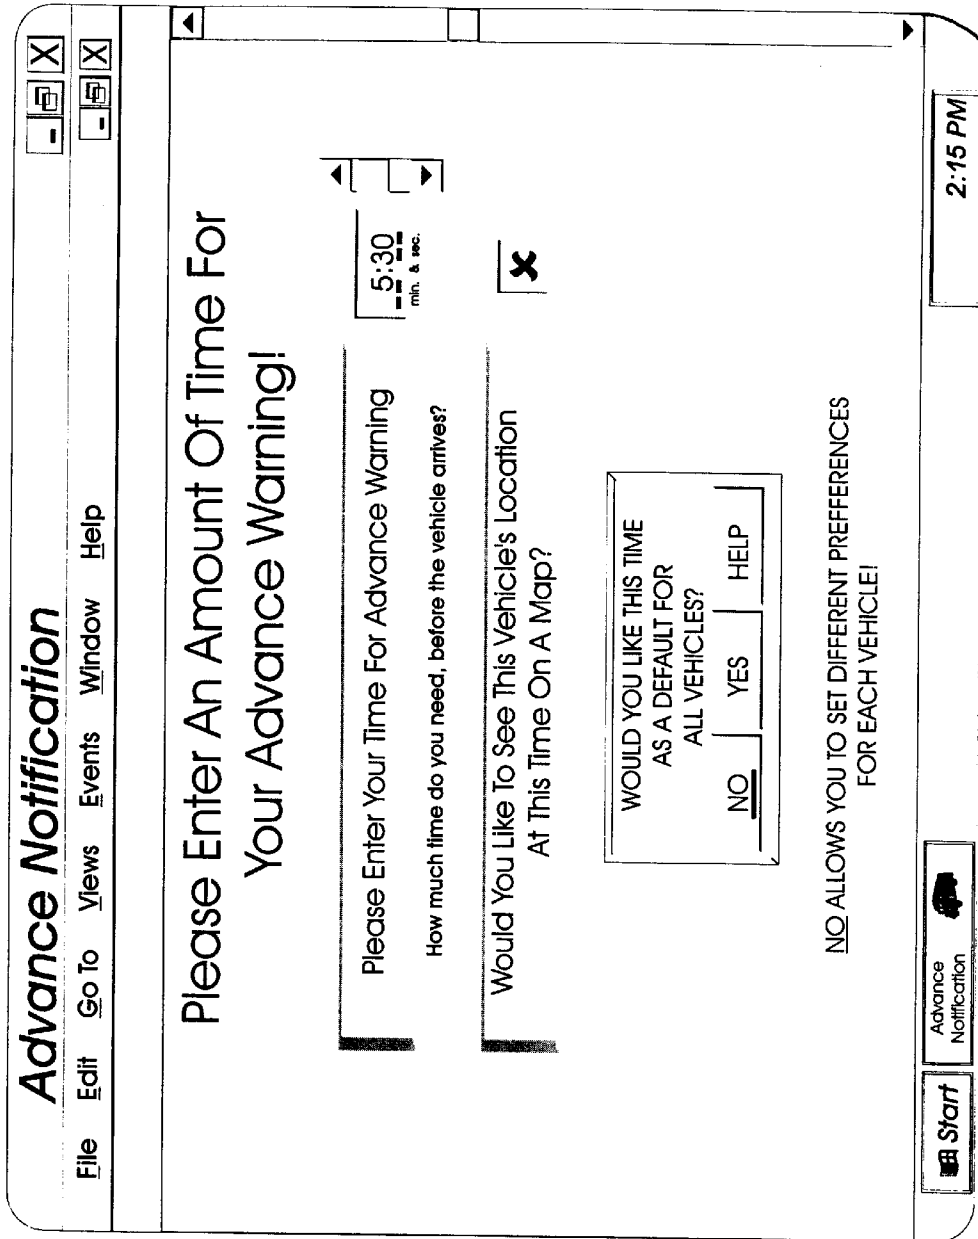 Advance Notification
File Edit Go To Views Events Window Help
Please Enter An Amount Of Time For
Your Advance Warning!
Please Enter Your Time For Advance Warning
5:30
min. & sec.
How much time do you need, before the vehicle arrives?
Would You Like To See This Vehicle's Location
At This Time On A Map?
WOULD YOU LIKE THIS TIME
AS A DEFAULT FOR
ALL VEHICLES?
NO YES HELP
NO ALLOWS YOU TO SET DIFFERENT PREFFERENCES
FOR EACH VEHICLE!
Start
Advance
Notification
2:15 PM